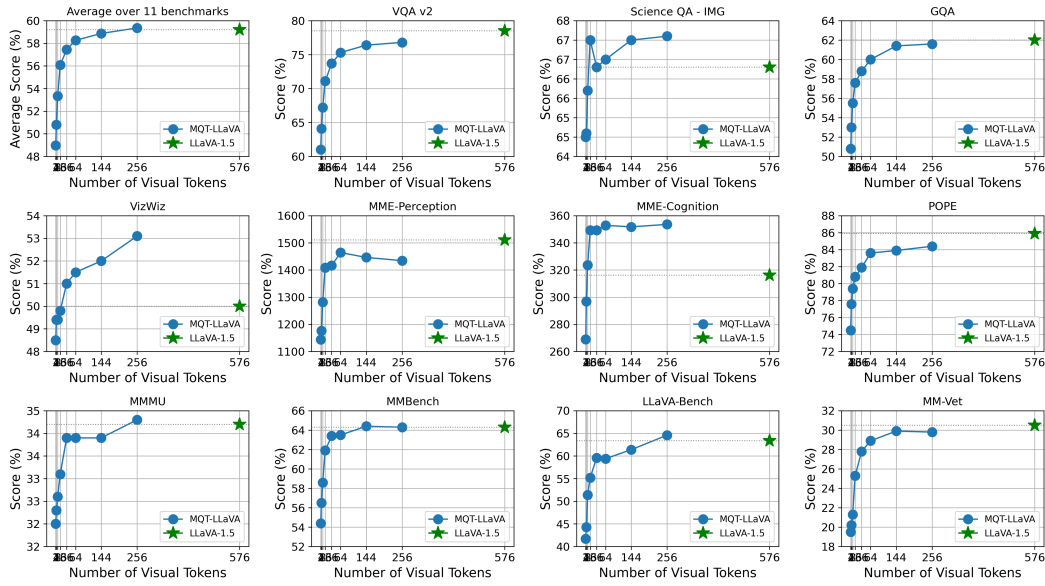 Average over 11 benchmarks
Average Score (%)
60
58
56
54
52
50
48
MQT-LLaVA
LLaVA-1.5
64 144 256 576
Number of Visual Tokens
VQA v2
Score (%)
80
75
70
65
60
MQT-LLaVA
LLaVA-1.5
64 144 256 576
Number of Visual Tokens
Science QA - IMG
Score (%)
68
67
67
66
66
65
65
64
MQT-LLaVA
LLaVA-1.5
64 144 256 576
Number of Visual Tokens
GQA
Score (%)
64
62
60
58
56
54
52
50
MQT-LLaVA
LLaVA-1.5
64 144 256 576
Number of Visual Tokens
VizWiz
Score (%)
54
53
52
51
50
49
48
MQT-LLaVA
LLaVA-1.5
64 144 256 576
Number of Visual Tokens
MME-Perception
Score (%)
1600
1500
1400
1300
1200
1100
MQT-LLaVA
LLaVA-1.5
64 144 256 576
Number of Visual Tokens
MME-Cognition
Score (%)
360
340
320
300
280
260
MQT-LLaVA
LLaVA-1.5
64 144 256 576
Number of Visual Tokens
POPE
Score (%)
88
86
84
82
80
78
76
74
72
MQT-LLaVA
LLaVA-1.5
64 144 256 576
Number of Visual Tokens
MMMU
Score (%)
35
34
34
33
33
32
32
MQT-LLaVA
LLaVA-1.5
64 144 256 576
Number of Visual Tokens
MMBench
Score (%)
66
64
62
60
58
56
54
52
MQT-LLaVA
LLaVA-1.5
64 144 256 576
Number of Visual Tokens
LLaVA-Bench
Score (%)
70
65
60
55
50
45
40
MQT-LLaVA
LLaVA-1.5
64 144 256 576
Number of Visual Tokens
MM-Vet
Score (%)
32
30
28
26
24
22
20
18
MQT-LLaVA
LLaVA-1.5
64 144 256 576
Number of Visual Tokens